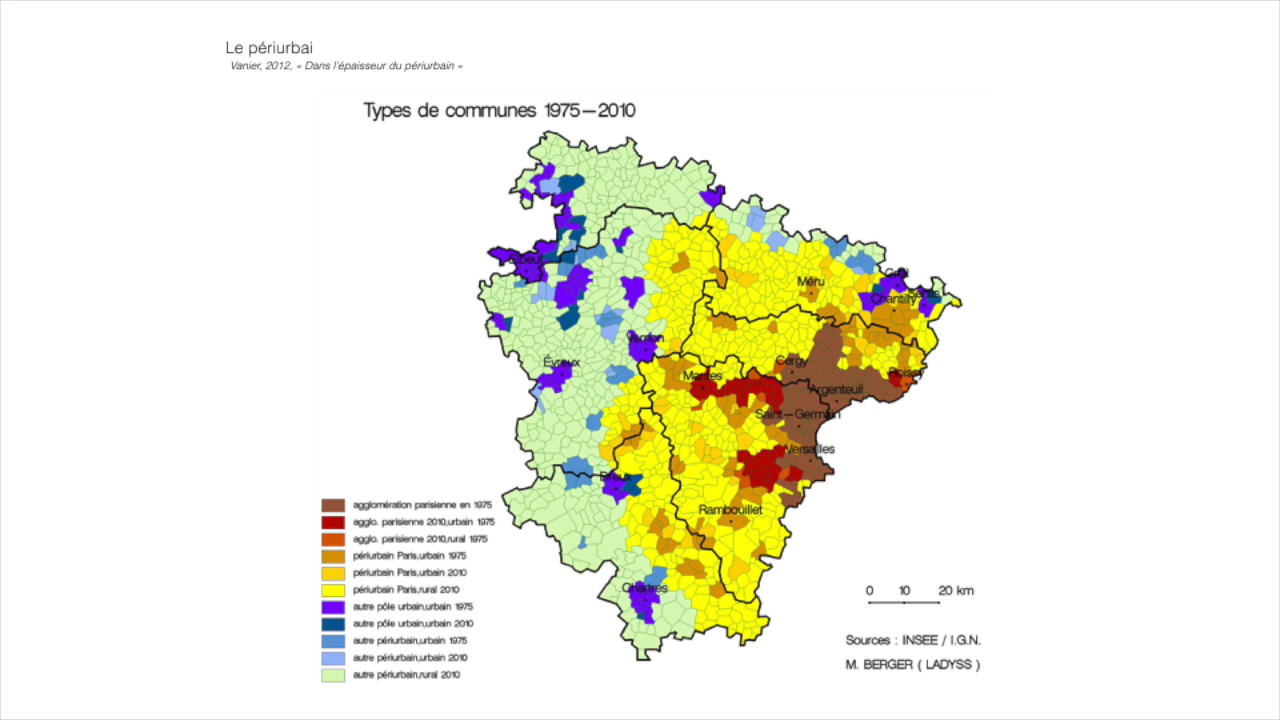 Le périurbai
Vanier, 2012, « Dans l'épaisseur du périurbain »
Types de communes 1975—2010
Méru
Creil
Chantilly
Senlis
Vernon
Évreux
Mantes
Cergy
Argenteuil
Saint—Germain
Versailles
Dreux
Rambouillet
Chartres
agglomération parisienne en 1975
agglo. parisienne 2010,urbain 1975
agglo. parisienne 2010,rural 1975
périurbain Paris,urbain 1975
périurbain Paris,urbain 2010
périurbain Paris,rural 2010
autre pôle urbain,urbain 1975
autre pôle urbain,urbain 2010
autre périurbain,urbain 1975
autre périurbain,urbain 2010
autre périurbain,rural 2010
0 10 20 km
Sources : INSEE / I.G.N.
M. BERGER ( LADYSS )